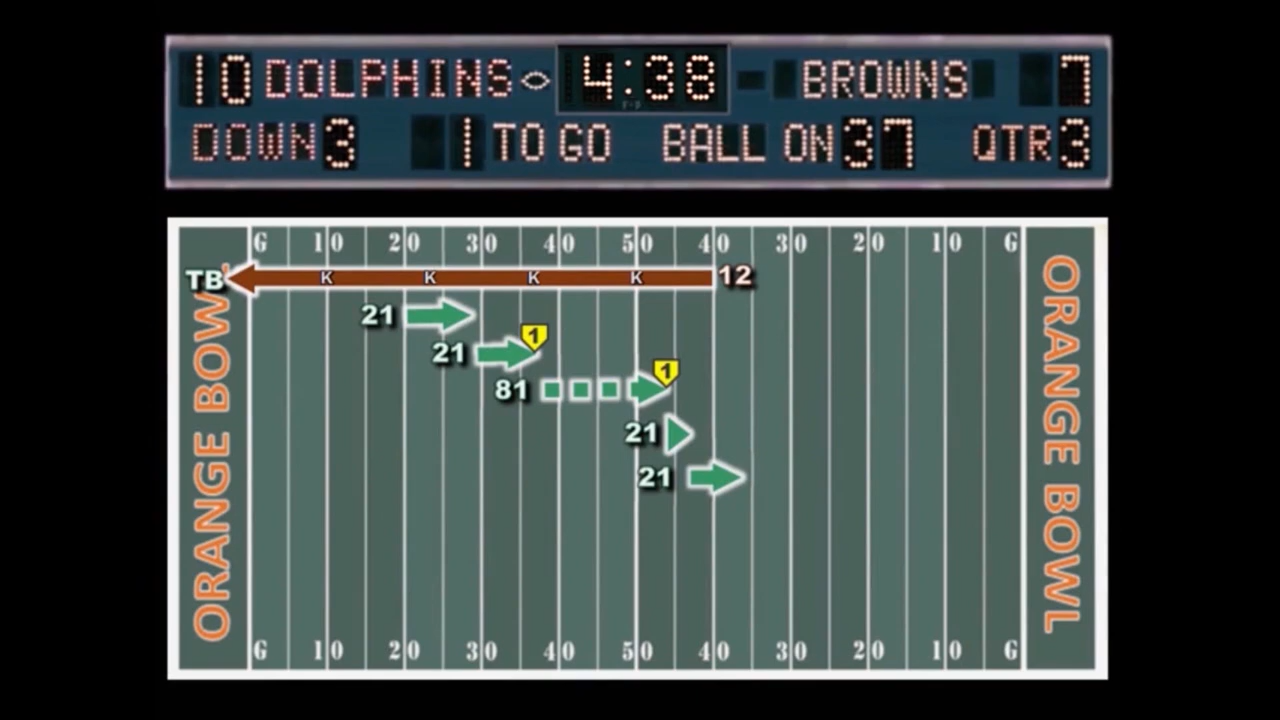 10 DOLPHINS 4:38 BROWNS 7
DOWN 3 1 TO GO BALL ON 37 QTR 3
G 10 20 30 40 50 40 30 20 10 G
TB K K K K 12
21
21 1
81 1
21
21
ORANGE BOWL
ORANGE BOWL
G 10 20 30 40 50 40 30 20 10 G